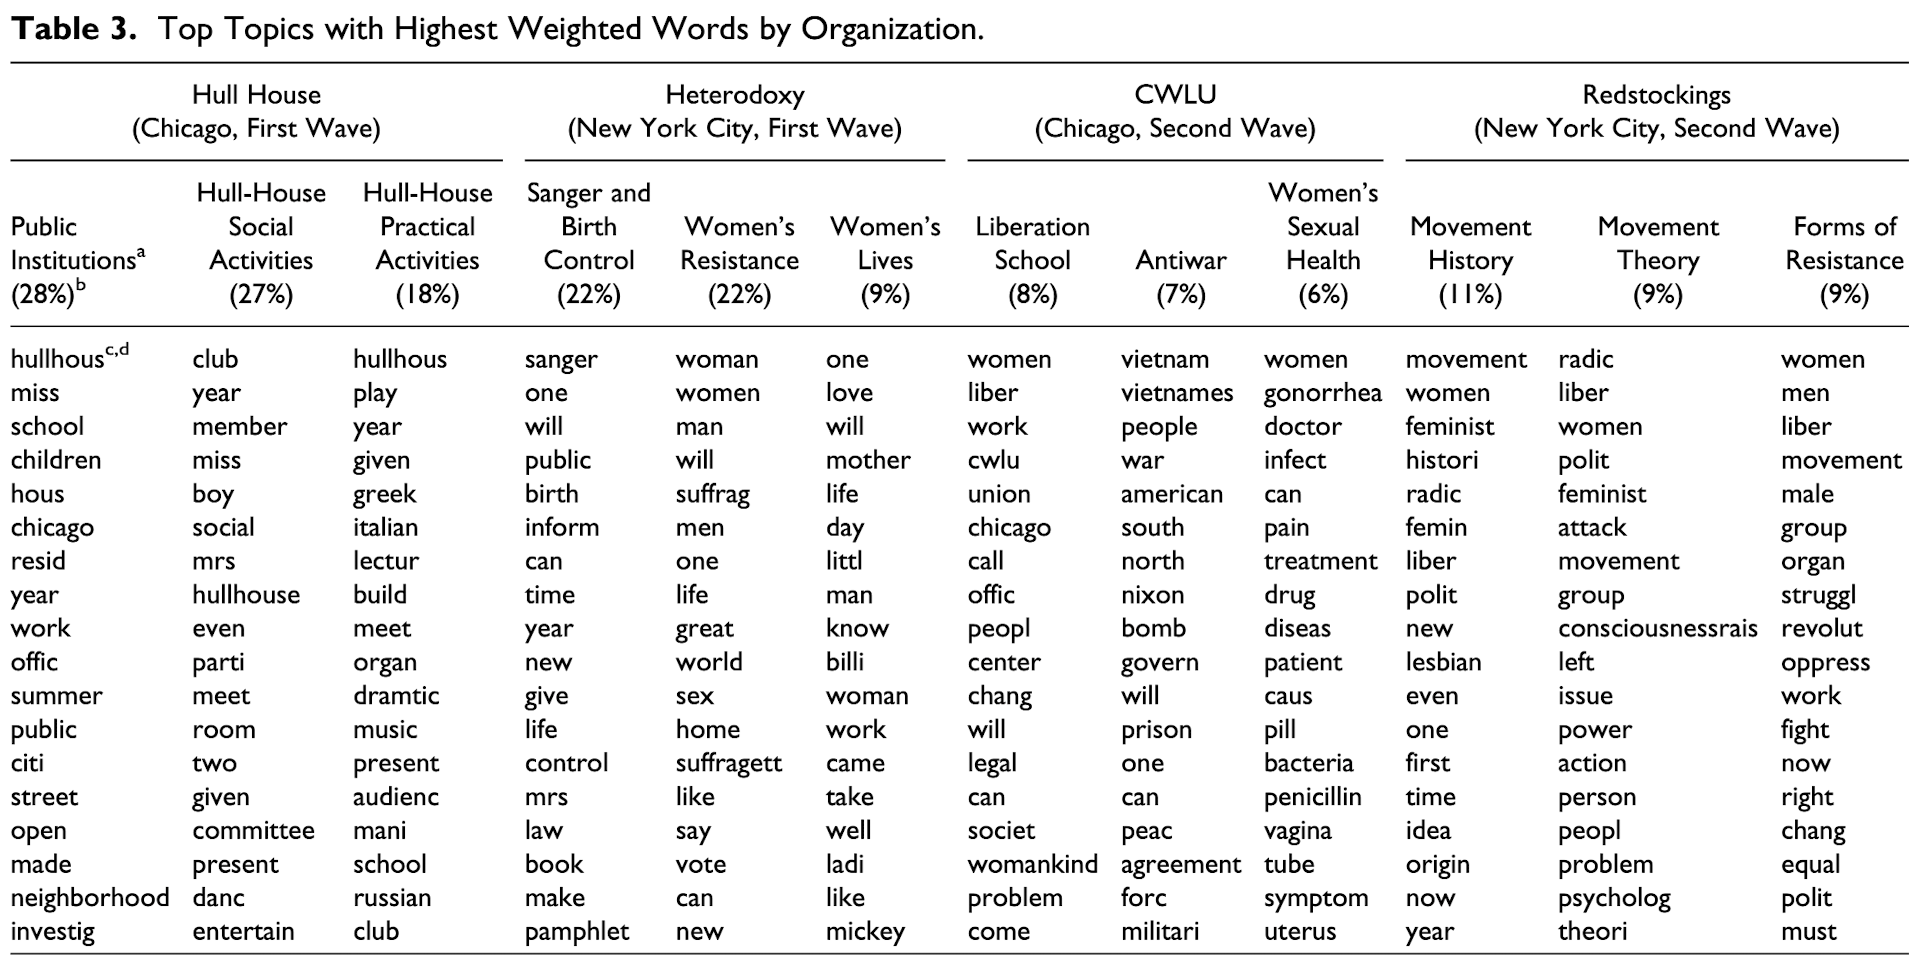 Table 3. Top Topics with Highest Weighted Words by Organization.
Hull House Heterodoxy CWLU Redstockings
(Chicago, First Wave) (New York City, First Wave) (Chicago, Second Wave) (New York City, Second Wave)
Women's
Hull-House Hull-House Sanger and Sexual
Public Social Practical Birth Women's Women's Liberation Health Movement Movement Forms of
Institutionsa Activities Activities Control Resistance Lives School Antiwar History Theory Resistance
(28%)b (27%) (18%) (22%) (22%) (9%) (8%) (7%) (6%) (11%) (9%) (9%)
hullhousc,d club hullhous sanger woman one women vietnam women movement radic women
miss year play one women love liber vietnames gonorrhea women liber men
school member year will man will work people doctor feminist women liber
children miss given public will mother cwlu war infect histori polit movement
hous boy greek birth suffrag life union american can radic feminist male
chicago social italian inform men day chicago south pain femin attack group
resid mrs lectur can one littl call north treatment liber movement organ
year hullhouse build time life man offic nixon drug polit group struggl
work even meet year great know peopl bomb diseas new consciousnessrais revolut
offic parti organ new world billi center govern patient lesbian left oppress
summer meet dramtic give sex woman chang will caus even issue work
public room music life home work will prison pill one power fight
citi two present control suffragett came legal one bacteria first action now
street given audienc mrs like take can can penicillin time person right
open committee mani law say well societ peac vagina idea peopl chang
made present school book vote ladi womankind agreement tube origin problem equal
neighborhood danc russian make can like problem forc symptom now psycholog polit
investig entertain club pamphlet new mickey come militari uterus year theori must